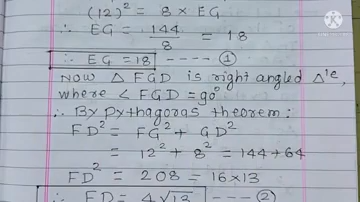 (12)² = 8 × EG
∴ EG = 144/8 = 18
∴ EG = 18 ---- ①
Now △ FGD is right angled △'le,
where ∠ FGD = 90°
∴ By pythagoras theorem:
FD² = FG² + GD²
= 12² + 8² = 144+64
FD² = 208 = 16×13
∴ FD = 4√13 --- ②